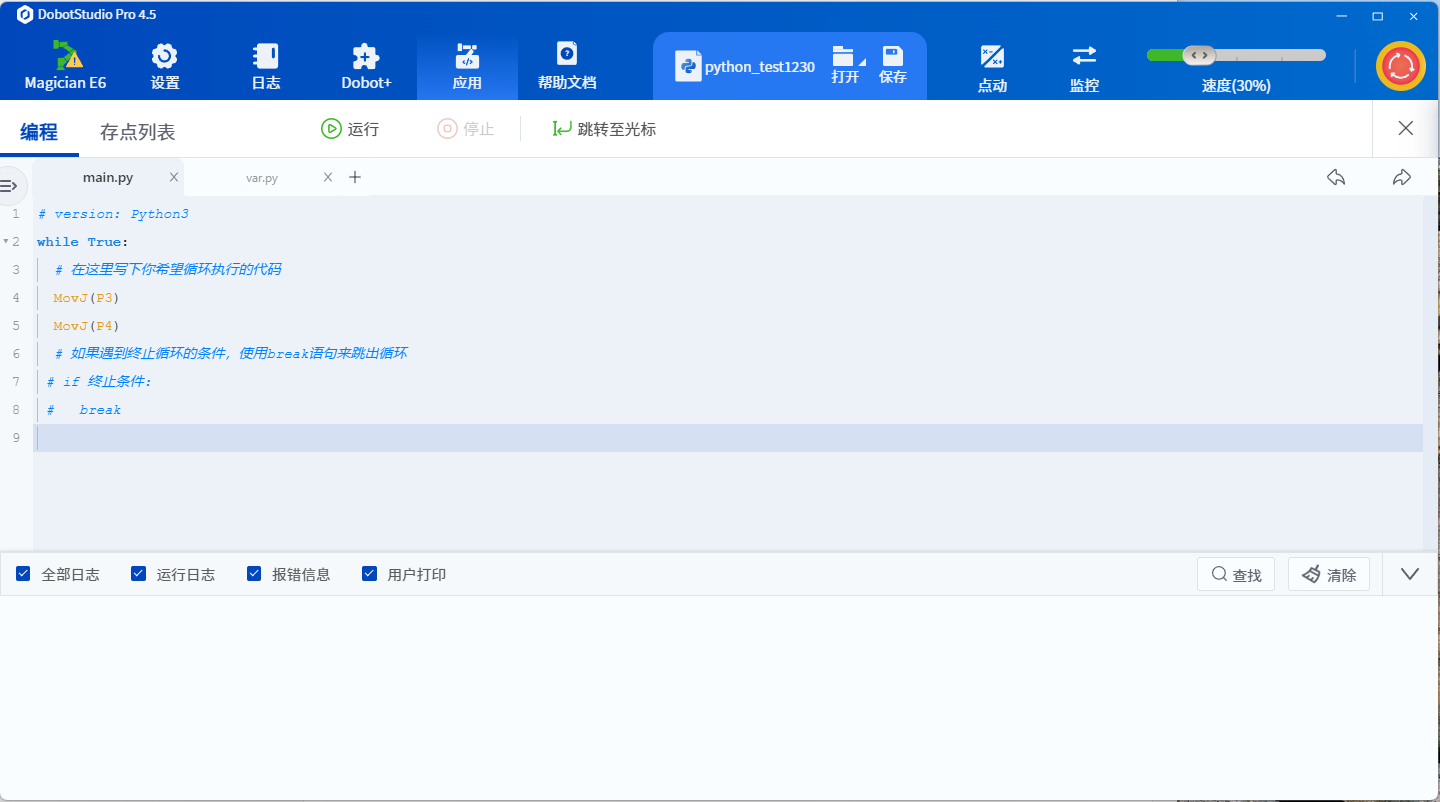 DobotStudio Pro 4.5
Magician E6
设置
日志
Dobot+
应用
帮助文档
python_test1230
打开
保存
点动
监控
速度(30%)
编程
存点列表
运行
停止
跳转至光标
main.py
var.py
1 # version: Python3
2 while True:
3 # 在这里写下你希望循环执行的代码
4 MovJ(P3)
5 MovJ(P4)
6 # 如果遇到终止循环的条件，使用break语句来跳出循环
7 # if 终止条件:
8 #   break
9
全部日志
运行日志
报错信息
用户打印
查找
清除